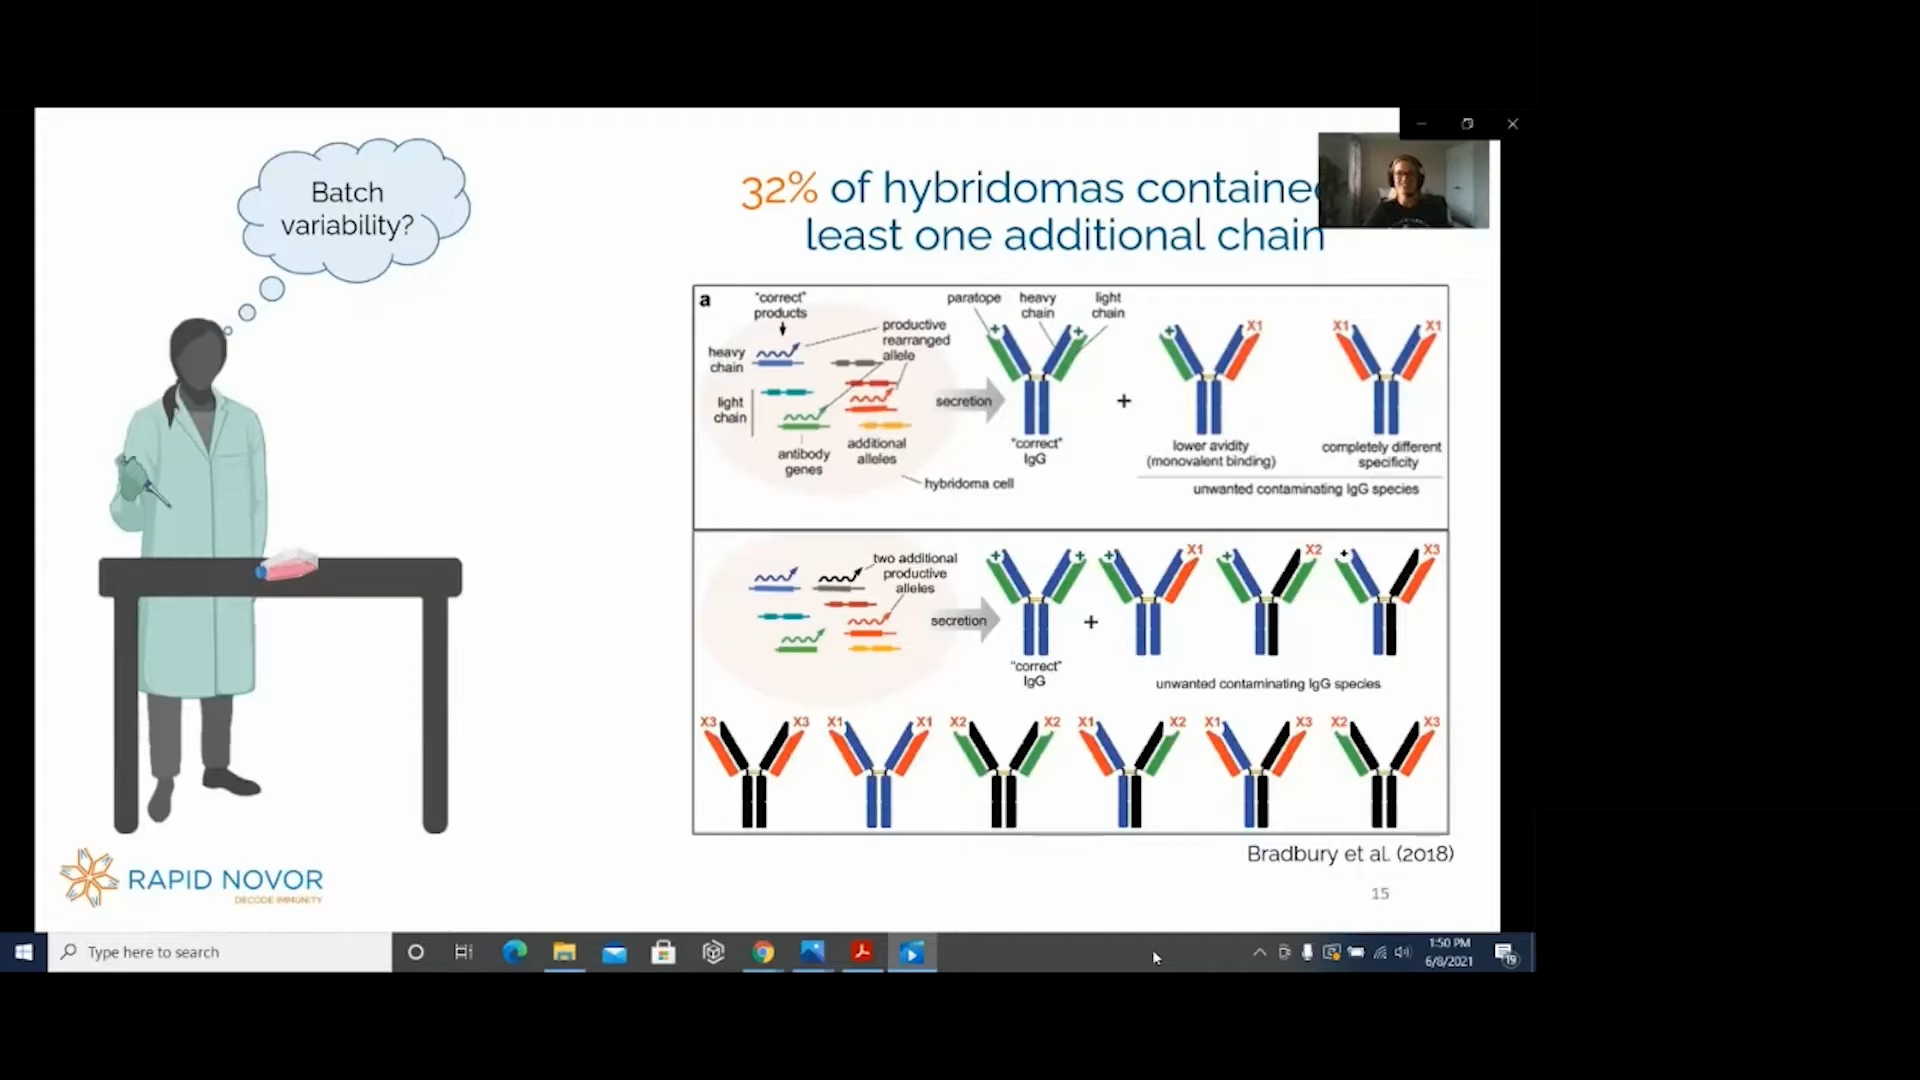 Batch
variability?
32% of hybridomas containe
least one additional chain
a
"correct"
products
heavy
chain
light
chain
productive
rearranged
allele
antibody
genes
additional
alleles
hybridoma cell
secretion
paratope
heavy
chain
light
chain
+ +
"correct"
IgG
+
+ X1
lower avidity
(monovalent binding)
X1 X1
completely different
specificity
unwanted contaminating IgG species
two additional
productive
alleles
secretion
+ +
"correct"
IgG
+
+ X1
+ X2
+ X3
unwanted contaminating IgG species
X3 X3 X1 X1 X2 X2 X1 X2 X1 X3 X2 X3
Bradbury et al. (2018)
RAPID NOVOR
DECODE IMMUNITY
15
Type here to search
1:50 PM
6/8/2021
19